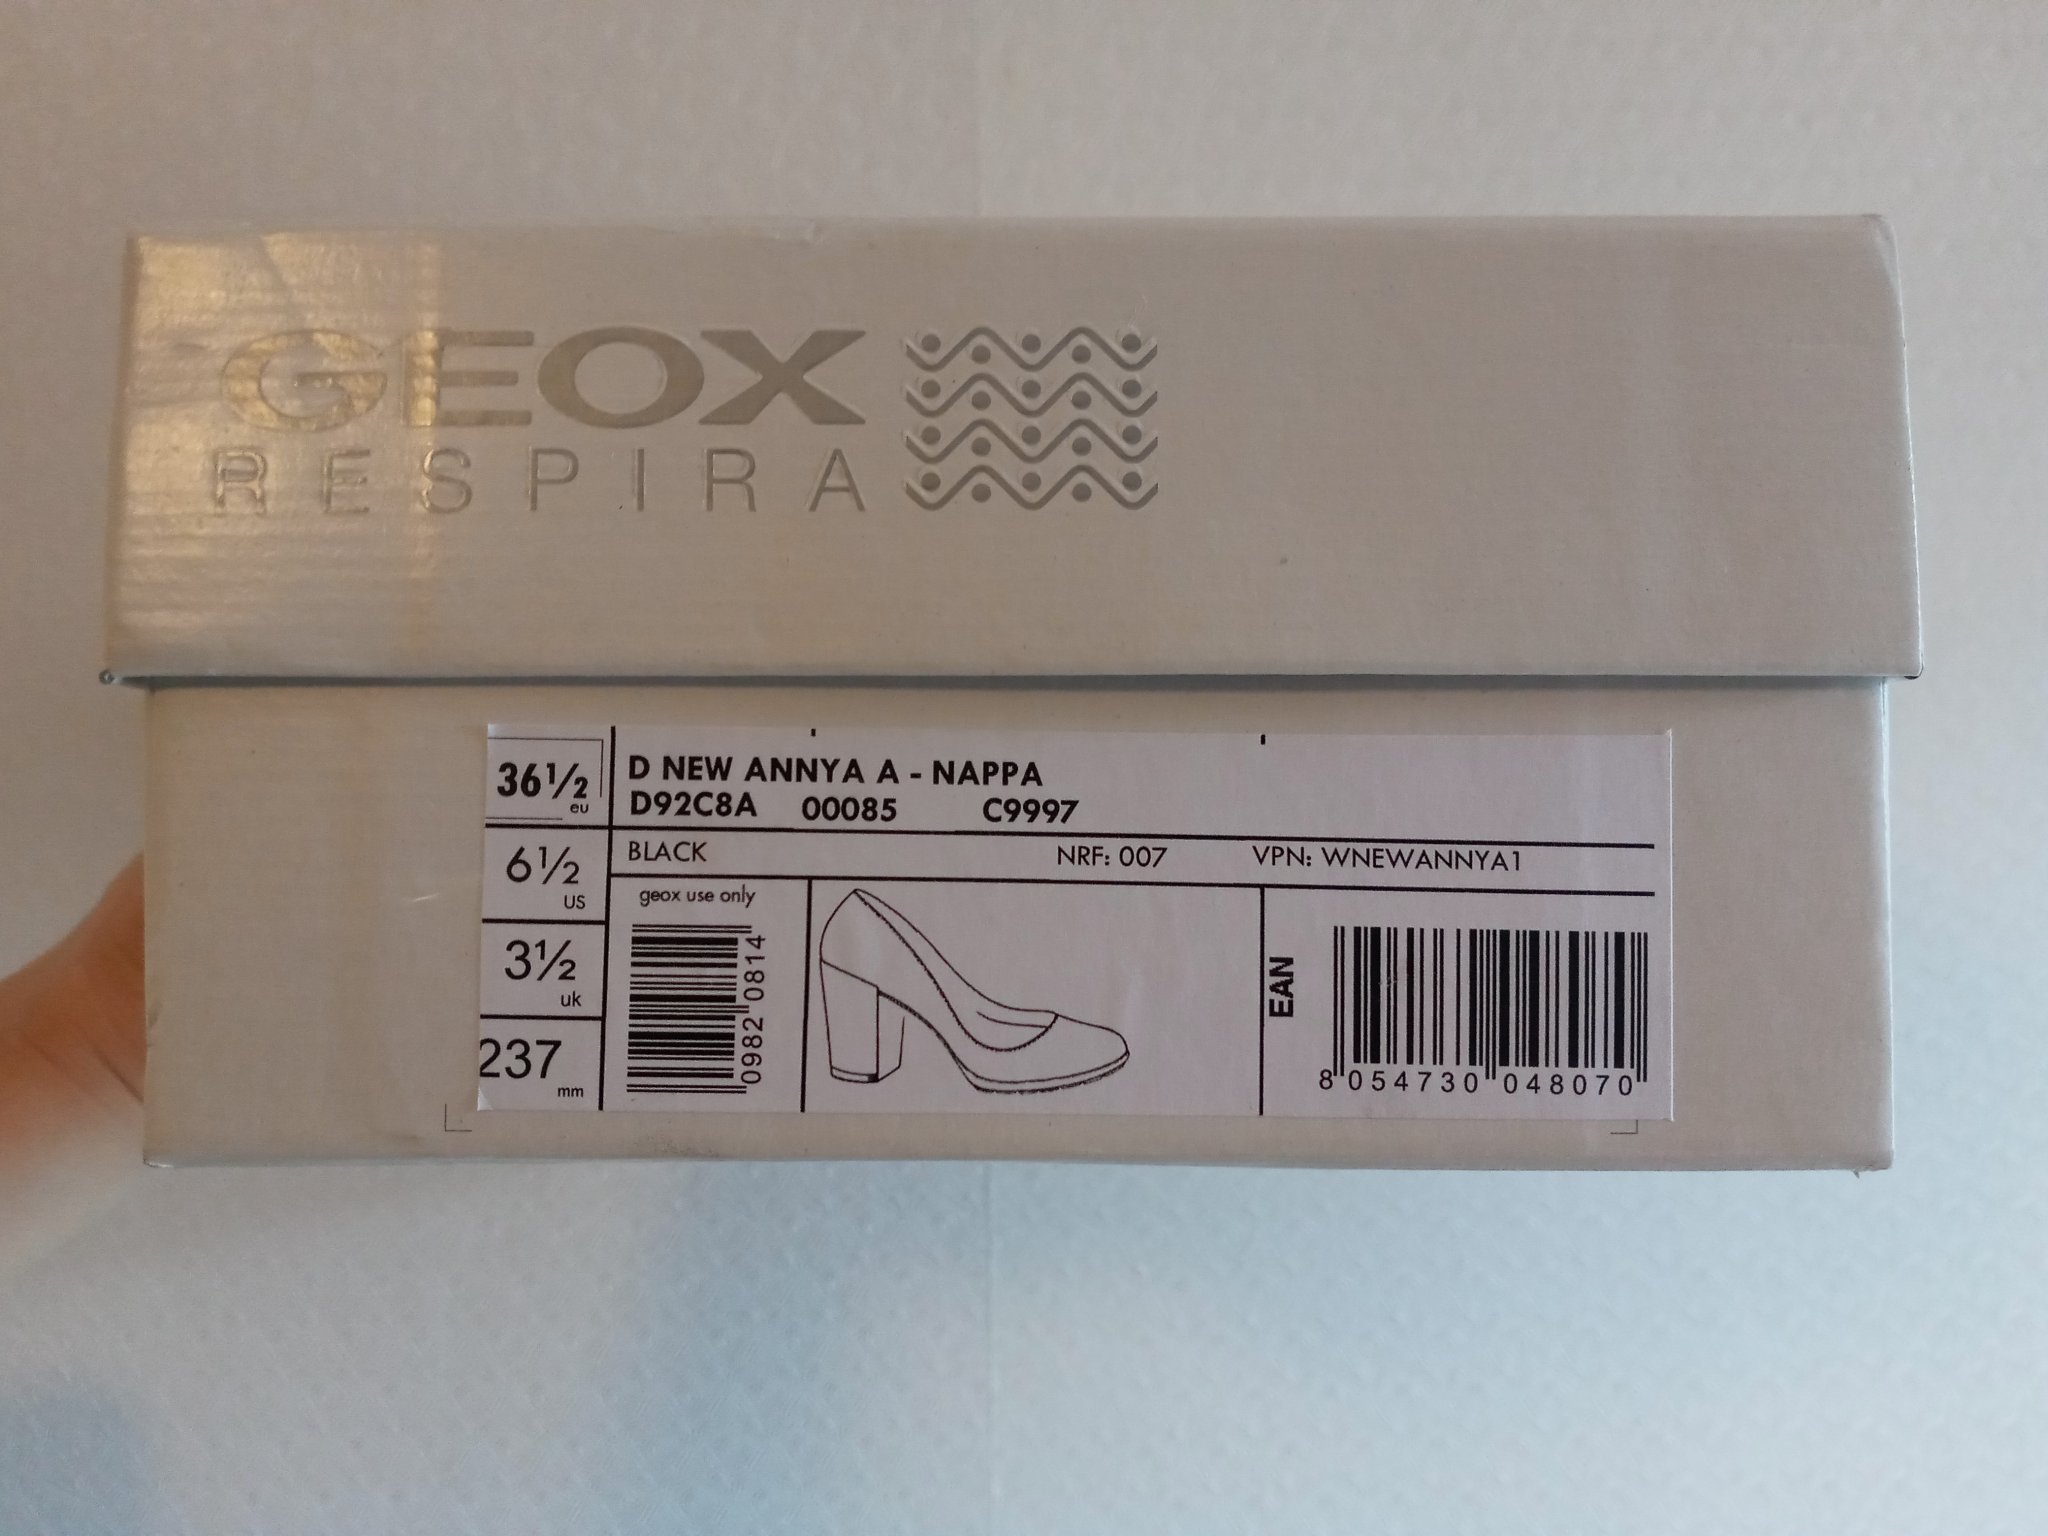 GEOX
RESPIRA
36½ eu
D NEW ANNYA A - NAPPA
D92C8A 00085 C9997
6½ US
BLACK NRF: 007 VPN: WNEWANNYA1
3½ uk
237 mm
geox use only
0982 0814
EAN
8 054730 048070